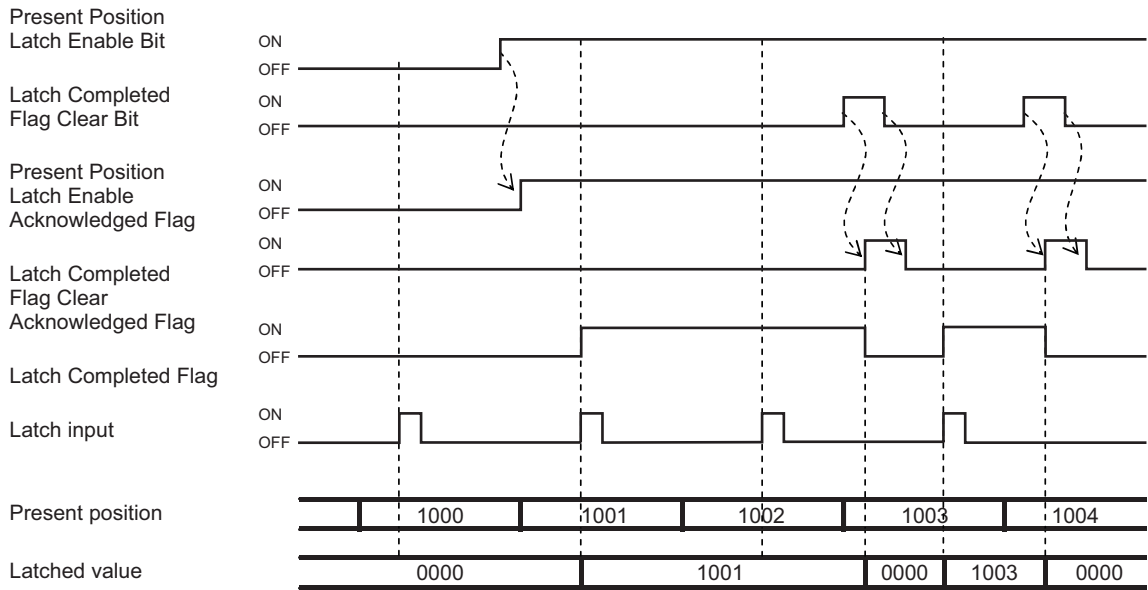 Present Position
Latch Enable Bit
ON
OFF
Latch Completed
Flag Clear Bit
ON
OFF
Present Position
Latch Enable
Acknowledged Flag
ON
OFF
ON
OFF
Latch Completed
Flag Clear
Acknowledged Flag
ON
OFF
Latch Completed Flag
Latch input
ON
OFF
Present position
1000 1001 1002 1003 1004
Latched value
0000 1001 0000 1003 0000